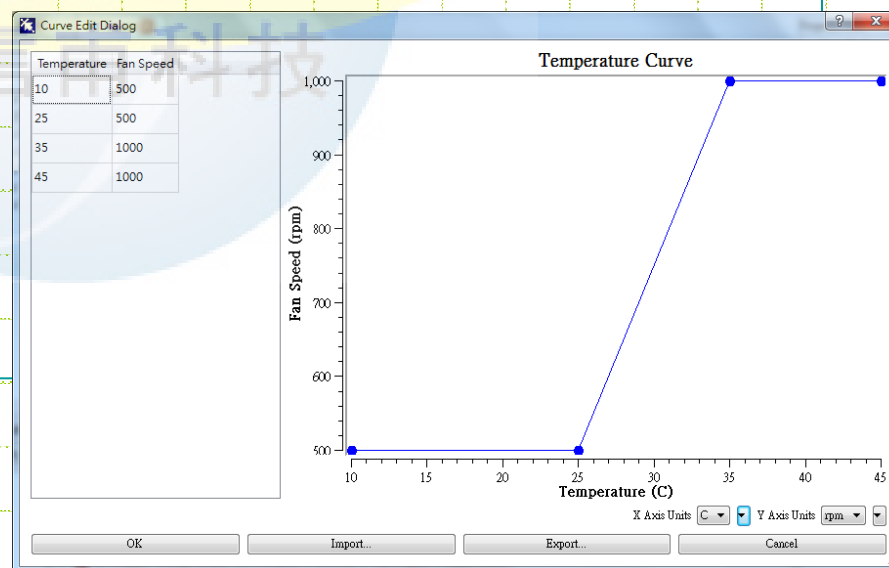 Curve Edit Dialog
Temperature Fan Speed
10 500
25 500
35 1000
45 1000
科技
Temperature Curve
Fan Speed (rpm)
1,000
900
800
700
600
500
10 15 20 25 30 35 40 45
Temperature (C)
X Axis Units C Y Axis Units rpm
OK Import... Export... Cancel